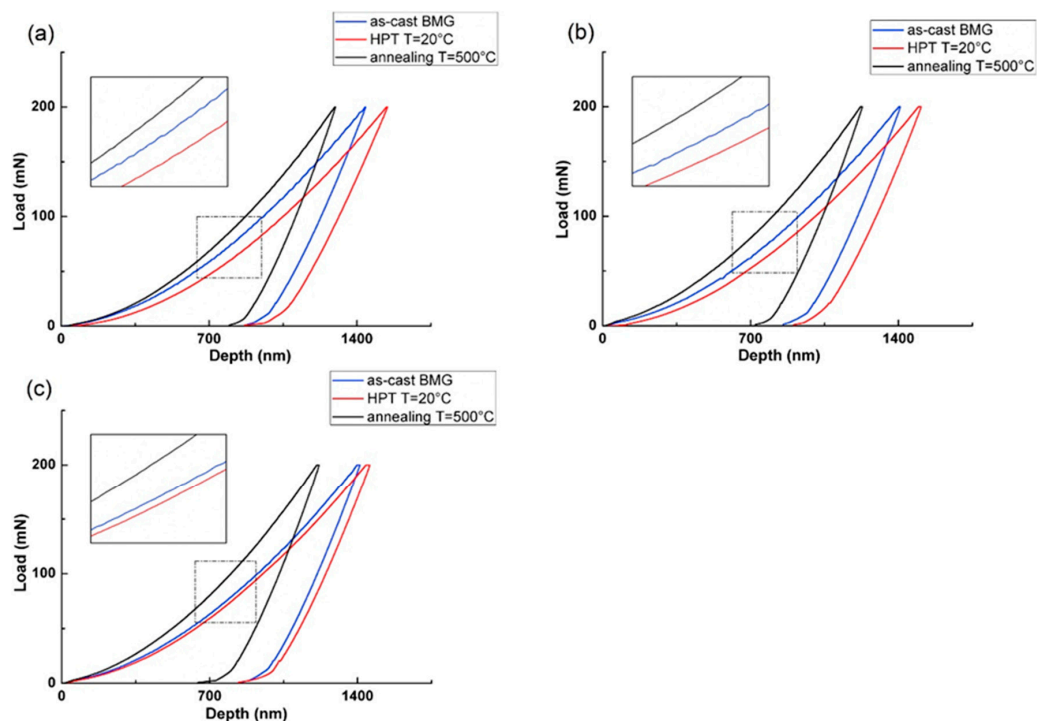 (a)
as-cast BMG
HPT T=20°C
annealing T=500°C
200
100
0
Load (mN)
0
700
1400
Depth (nm)
(b)
as-cast BMG
HPT T=20°C
annealing T=500°C
200
100
0
Load (mN)
0
700
1400
Depth (nm)
(c)
as-cast BMG
HPT T=20°C
annealing T=500°C
200
100
0
Load (mN)
0
700
1400
Depth (nm)